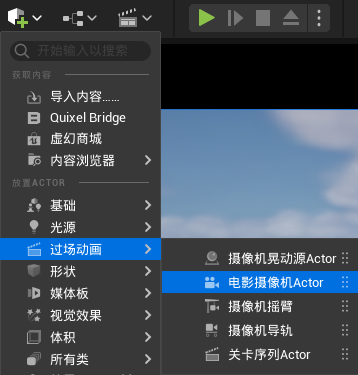 开始输入以搜索
获取内容
导入内容......
Quixel Bridge
虚幻商城
内容浏览器
放置ACTOR
基础
光源
过场动画
形状
媒体板
视觉效果
体积
所有类
摄像机晃动源Actor
电影摄像机Actor
摄像机摇臂
摄像机导轨
关卡序列Actor